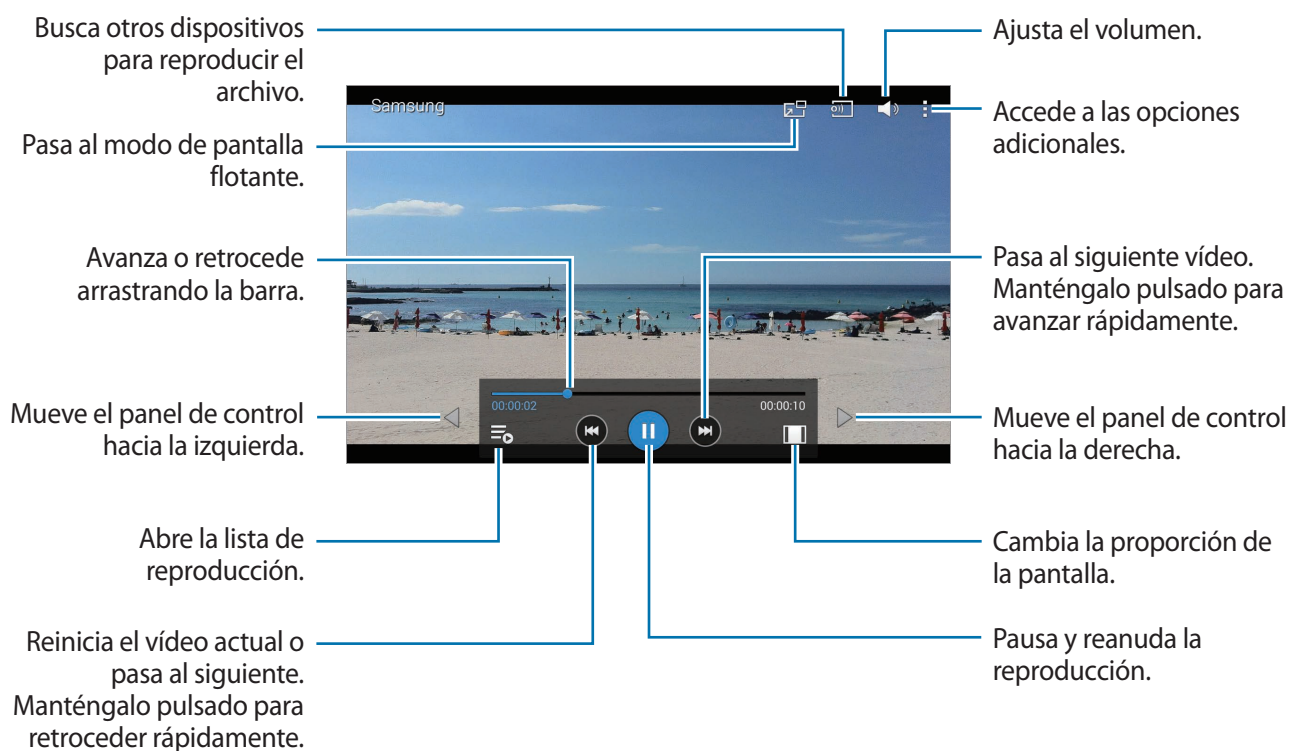 Busca otros dispositivos
para reproducir el
archivo.
Pasa al modo de pantalla
flotante.
Avanza o retrocede
arrastrando la barra.
Mueve el panel de control
hacia la izquierda.
Abre la lista de
reproducción.
Reinicia el vídeo actual o
pasa al siguiente.
Manténgalo pulsado para
retroceder rápidamente.
Samsung
00:00:02
00:00:10
Ajusta el volumen.
Accede a las opciones
adicionales.
Pasa al siguiente vídeo.
Manténgalo pulsado para
avanzar rápidamente.
Mueve el panel de control
hacia la derecha.
Cambia la proporción de
la pantalla.
Pausa y reanuda la
reproducción.